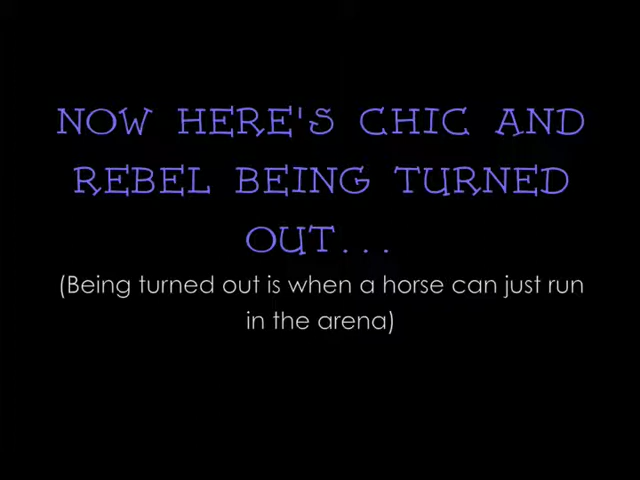 NOW HERE'S CHIC AND
REBEL BEING TURNED
OUT...
(Being turned out is when a horse can just run
in the arena)